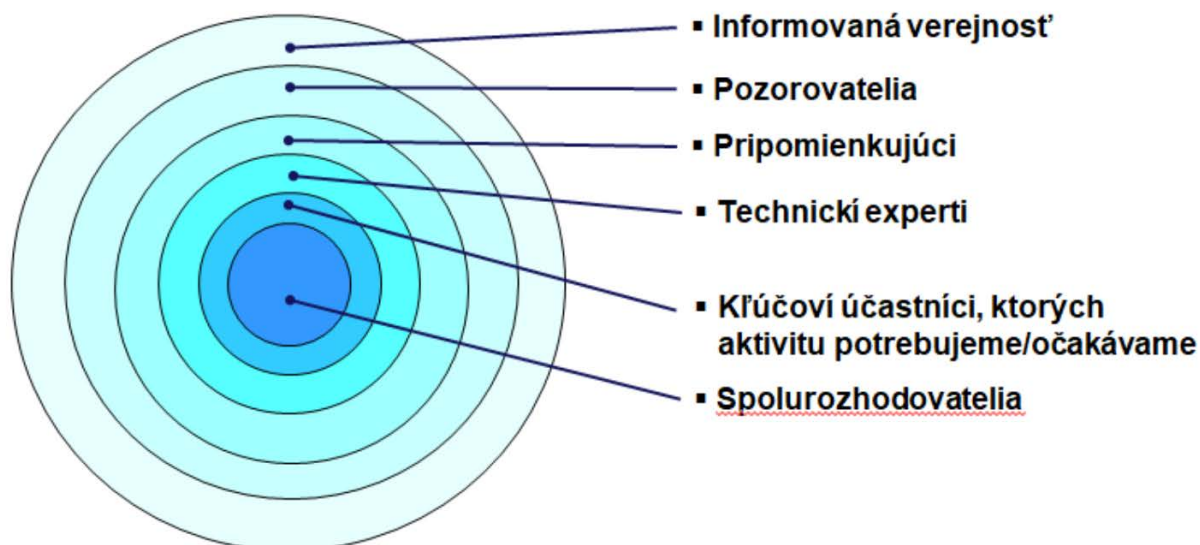 ▪ Informovaná verejnosť
▪ Pozorovatelia
▪ Pripomienkujúci
▪ Technickí experti
▪ Kľúčoví účastníci, ktorých
aktivitu potrebujeme/očakávame
▪ Spolurozhodovatelia